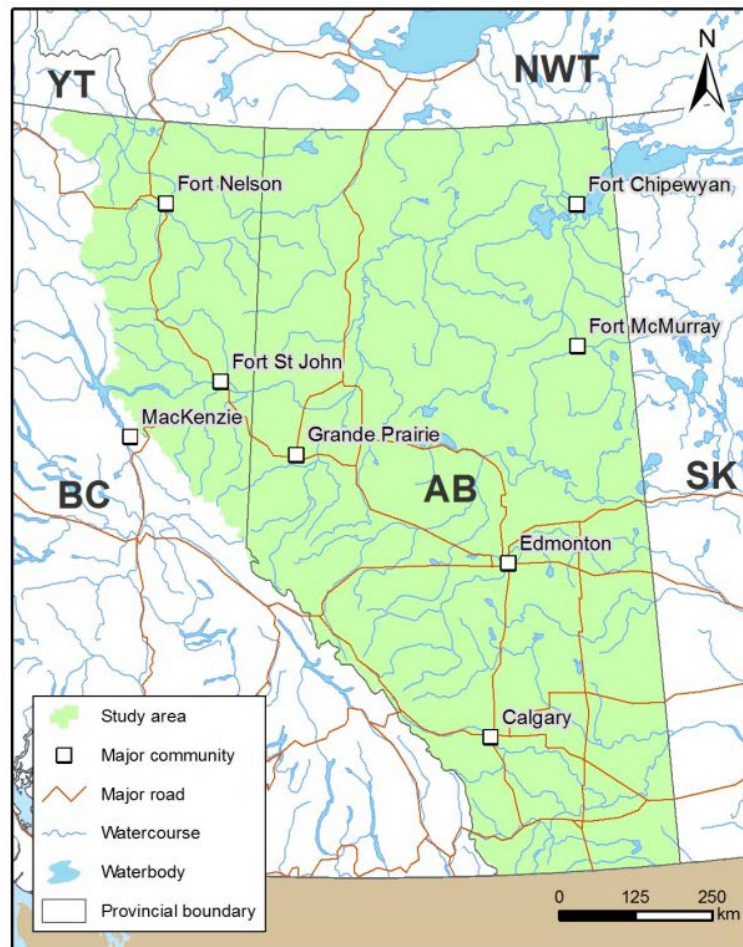 N
YT
NWT
Fort Nelson
Fort Chipewyan
Fort McMurray
Fort St John
MacKenzie
Grande Prairie
BC
AB
SK
Edmonton
Calgary
Study area
Major community
Major road
Watercourse
Waterbody
Provincial boundary
0 125 250
km